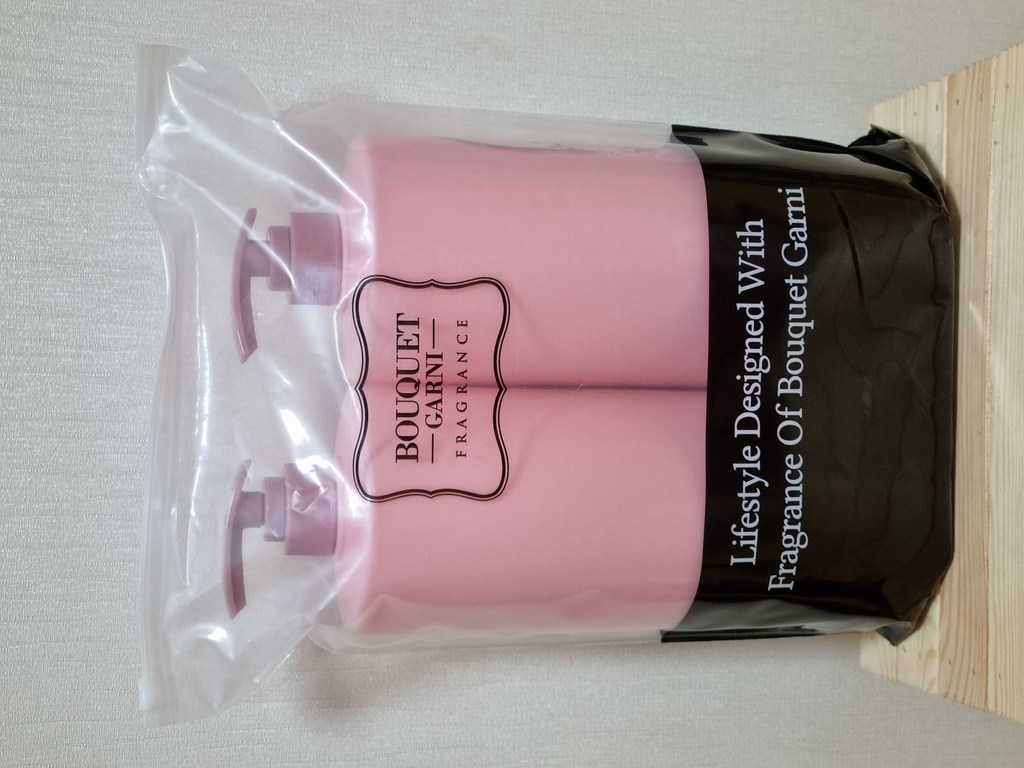 BOUQUET
GARNI
FRAGRANCE
Lifestyle Designed With
Fragrance Of Bouquet Garni